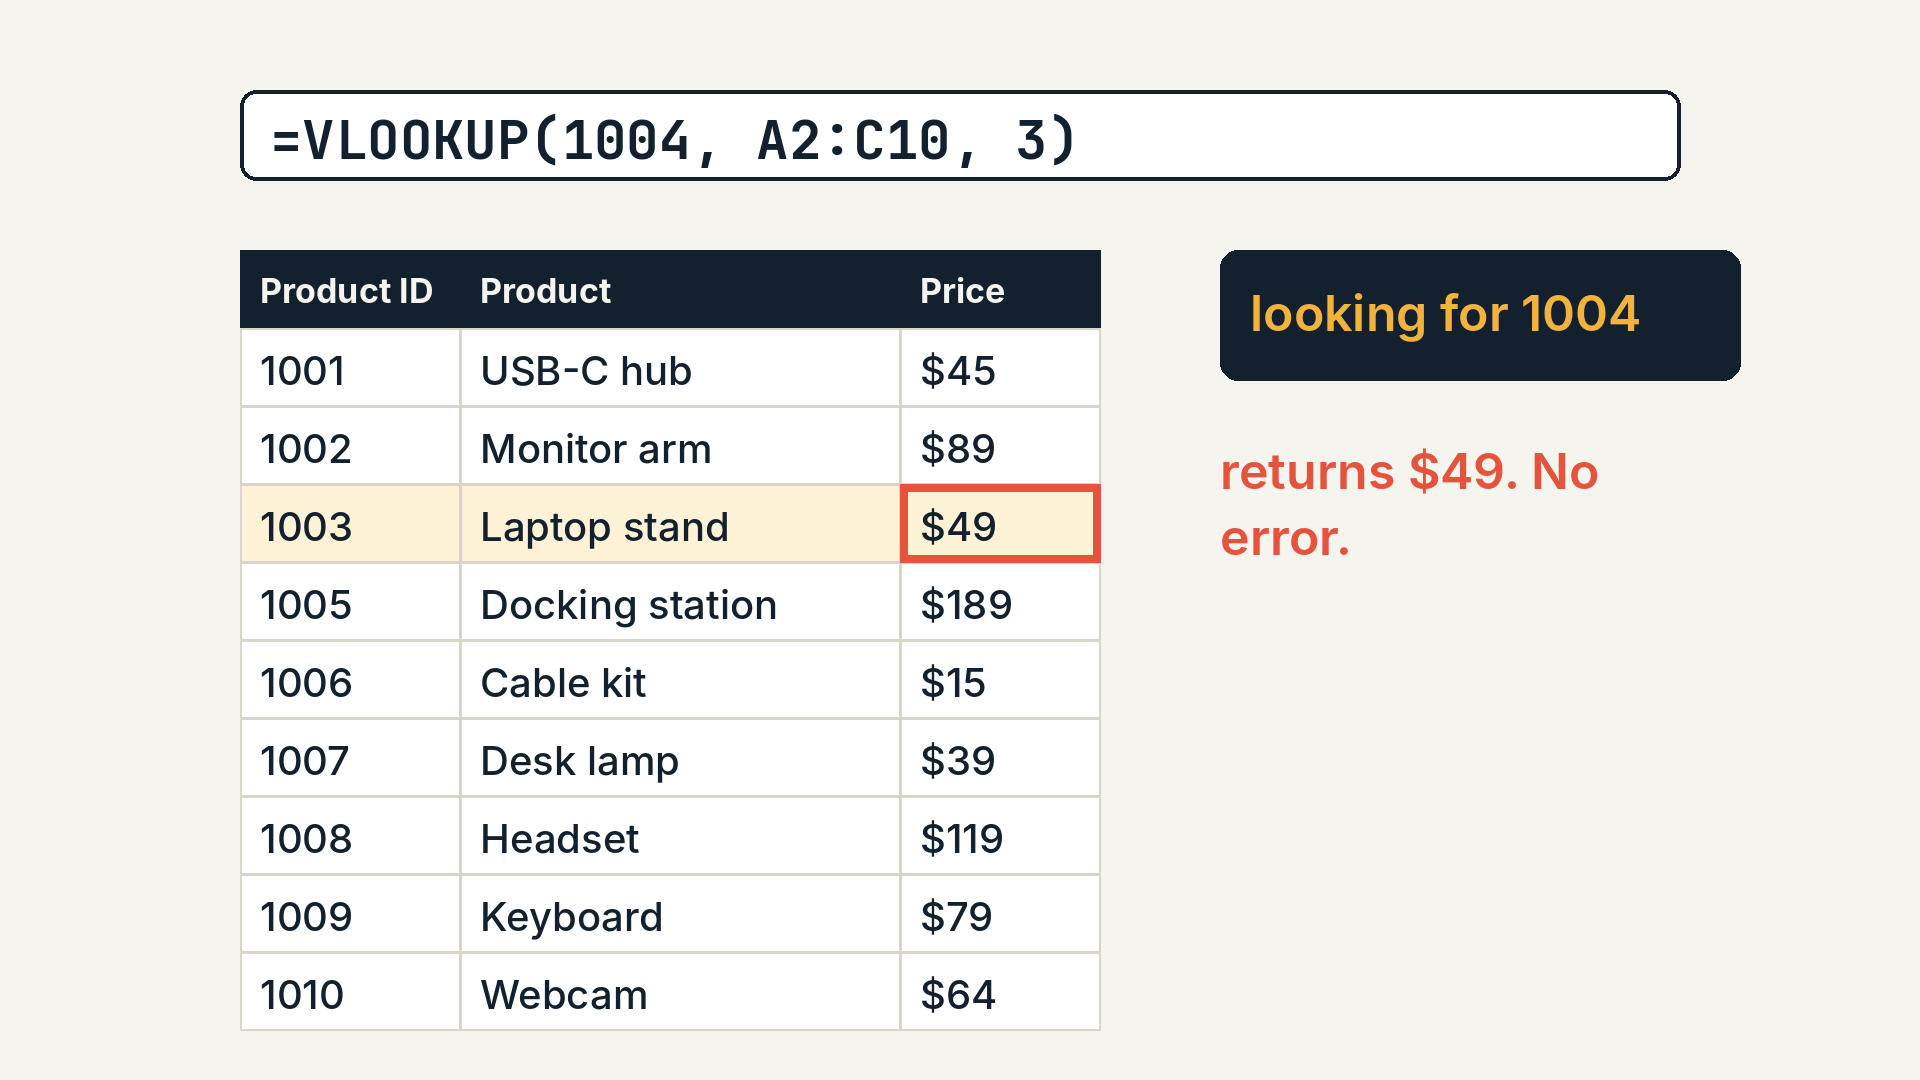 =VLOOKUP(1004, A2:C10, 3)
Product ID Product Price
1001 USB-C hub $45
1002 Monitor arm $89
1003 Laptop stand $49
1005 Docking station $189
1006 Cable kit $15
1007 Desk lamp $39
1008 Headset $119
1009 Keyboard $79
1010 Webcam $64
looking for 1004
returns $49. No
error.